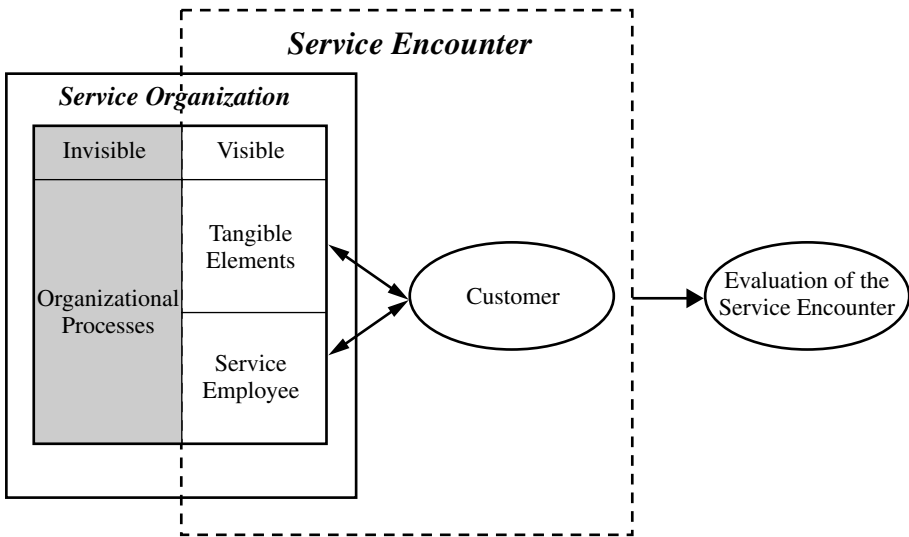 Service Encounter
Service Organization
Invisible
Visible
Organizational
Processes
Tangible
Elements
Service
Employee
Customer
Evaluation of the
Service Encounter